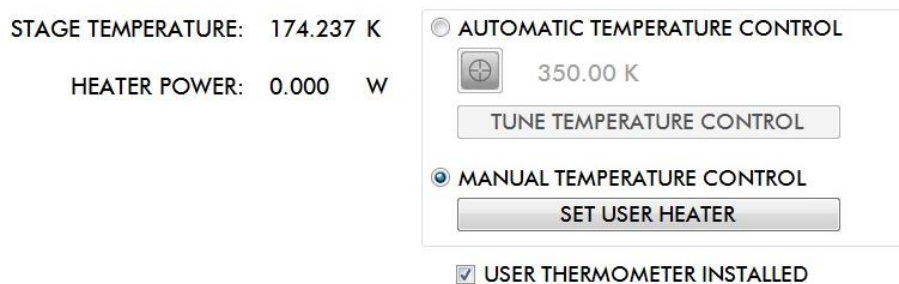 STAGE TEMPERATURE: 174.237 K
HEATER POWER: 0.000 W
AUTOMATIC TEMPERATURE CONTROL
350.00 K
TUNE TEMPERATURE CONTROL
MANUAL TEMPERATURE CONTROL
SET USER HEATER
USER THERMOMETER INSTALLED